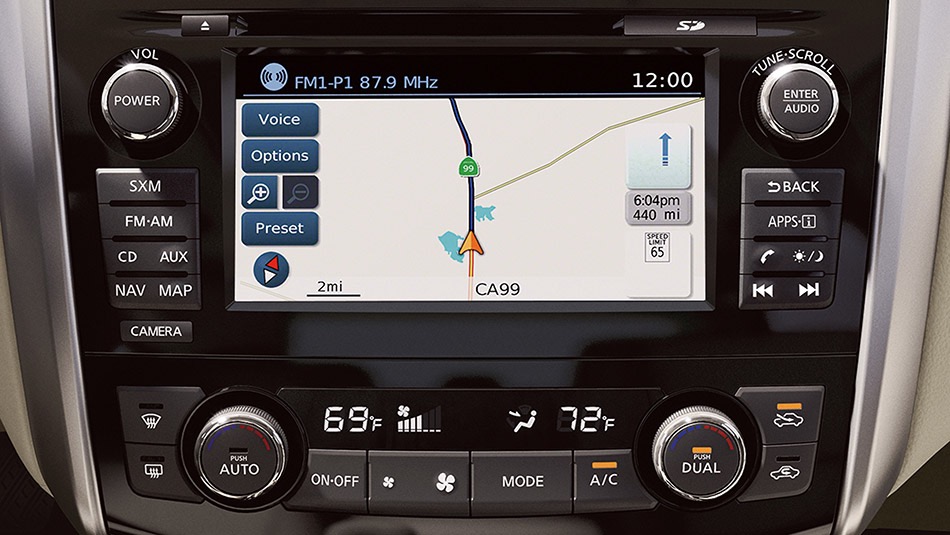 SD
VOL
POWER
FM1-P1 87.9 MHz
12:00
TUNE·SCROLL
ENTER
AUDIO
Voice
Options
Preset
99
6:04pm
440 mi
SPEED
LIMIT
65
2mi
CA99
SXM
FM·AM
CD AUX
NAV MAP
CAMERA
BACK
APPS·i
69°F
72°F
PUSH
AUTO
ON·OFF
MODE
A/C
PUSH
DUAL